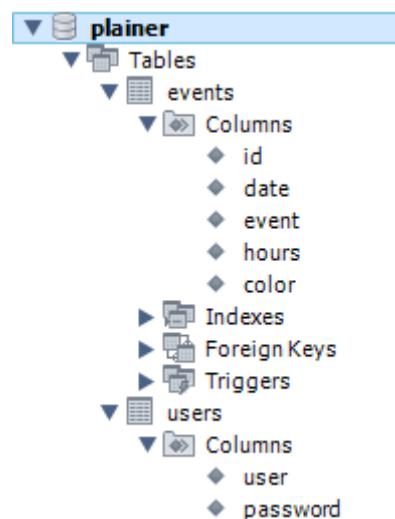 plainer
Tables
events
Columns
id
date
event
hours
color
Indexes
Foreign Keys
Triggers
users
Columns
user
password